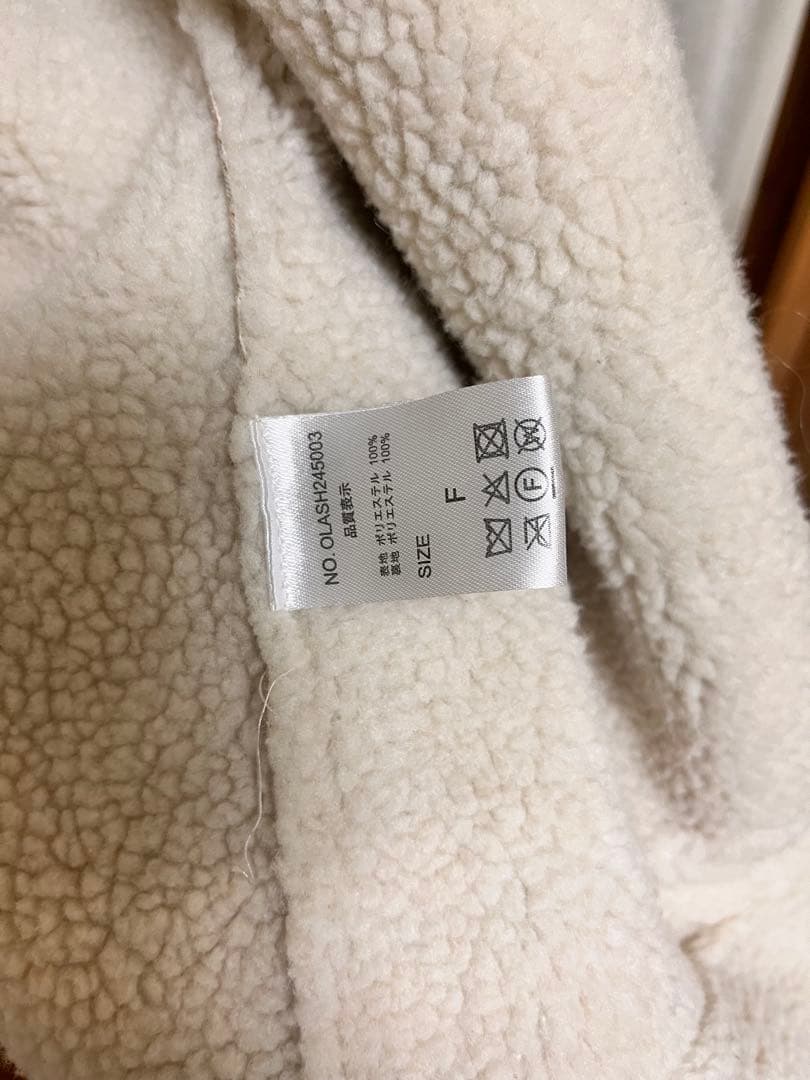 NO. OLASH245003
品質表示
表地 ポリエステル 100%
裏地 ポリエステル 100%
SIZE
F
F